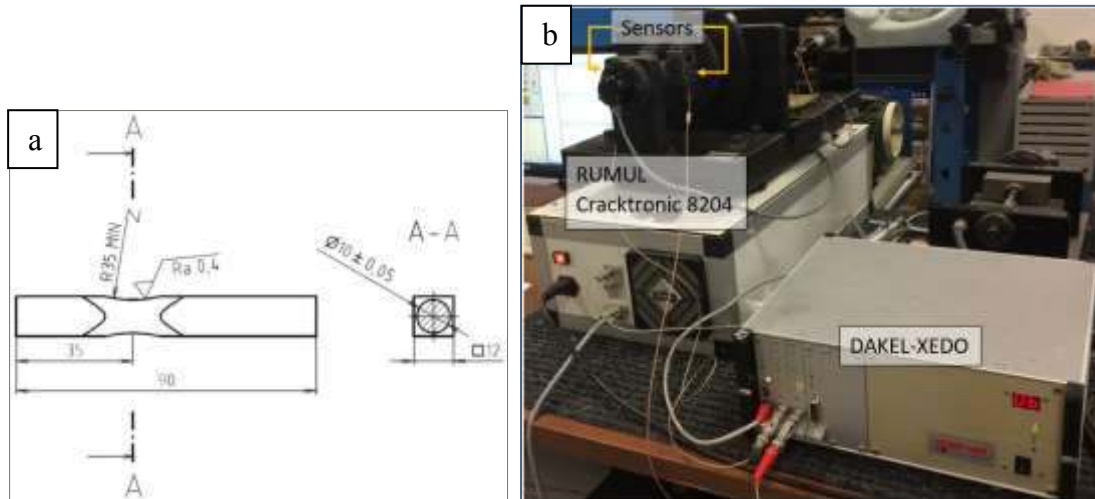 a
A
R35 MIN
Ra 0,4
35
90
A
A-A
Ø10±0.05
□12
b
Sensors
RUMUL
Cracktronic 8204
DAKEL-XEDO